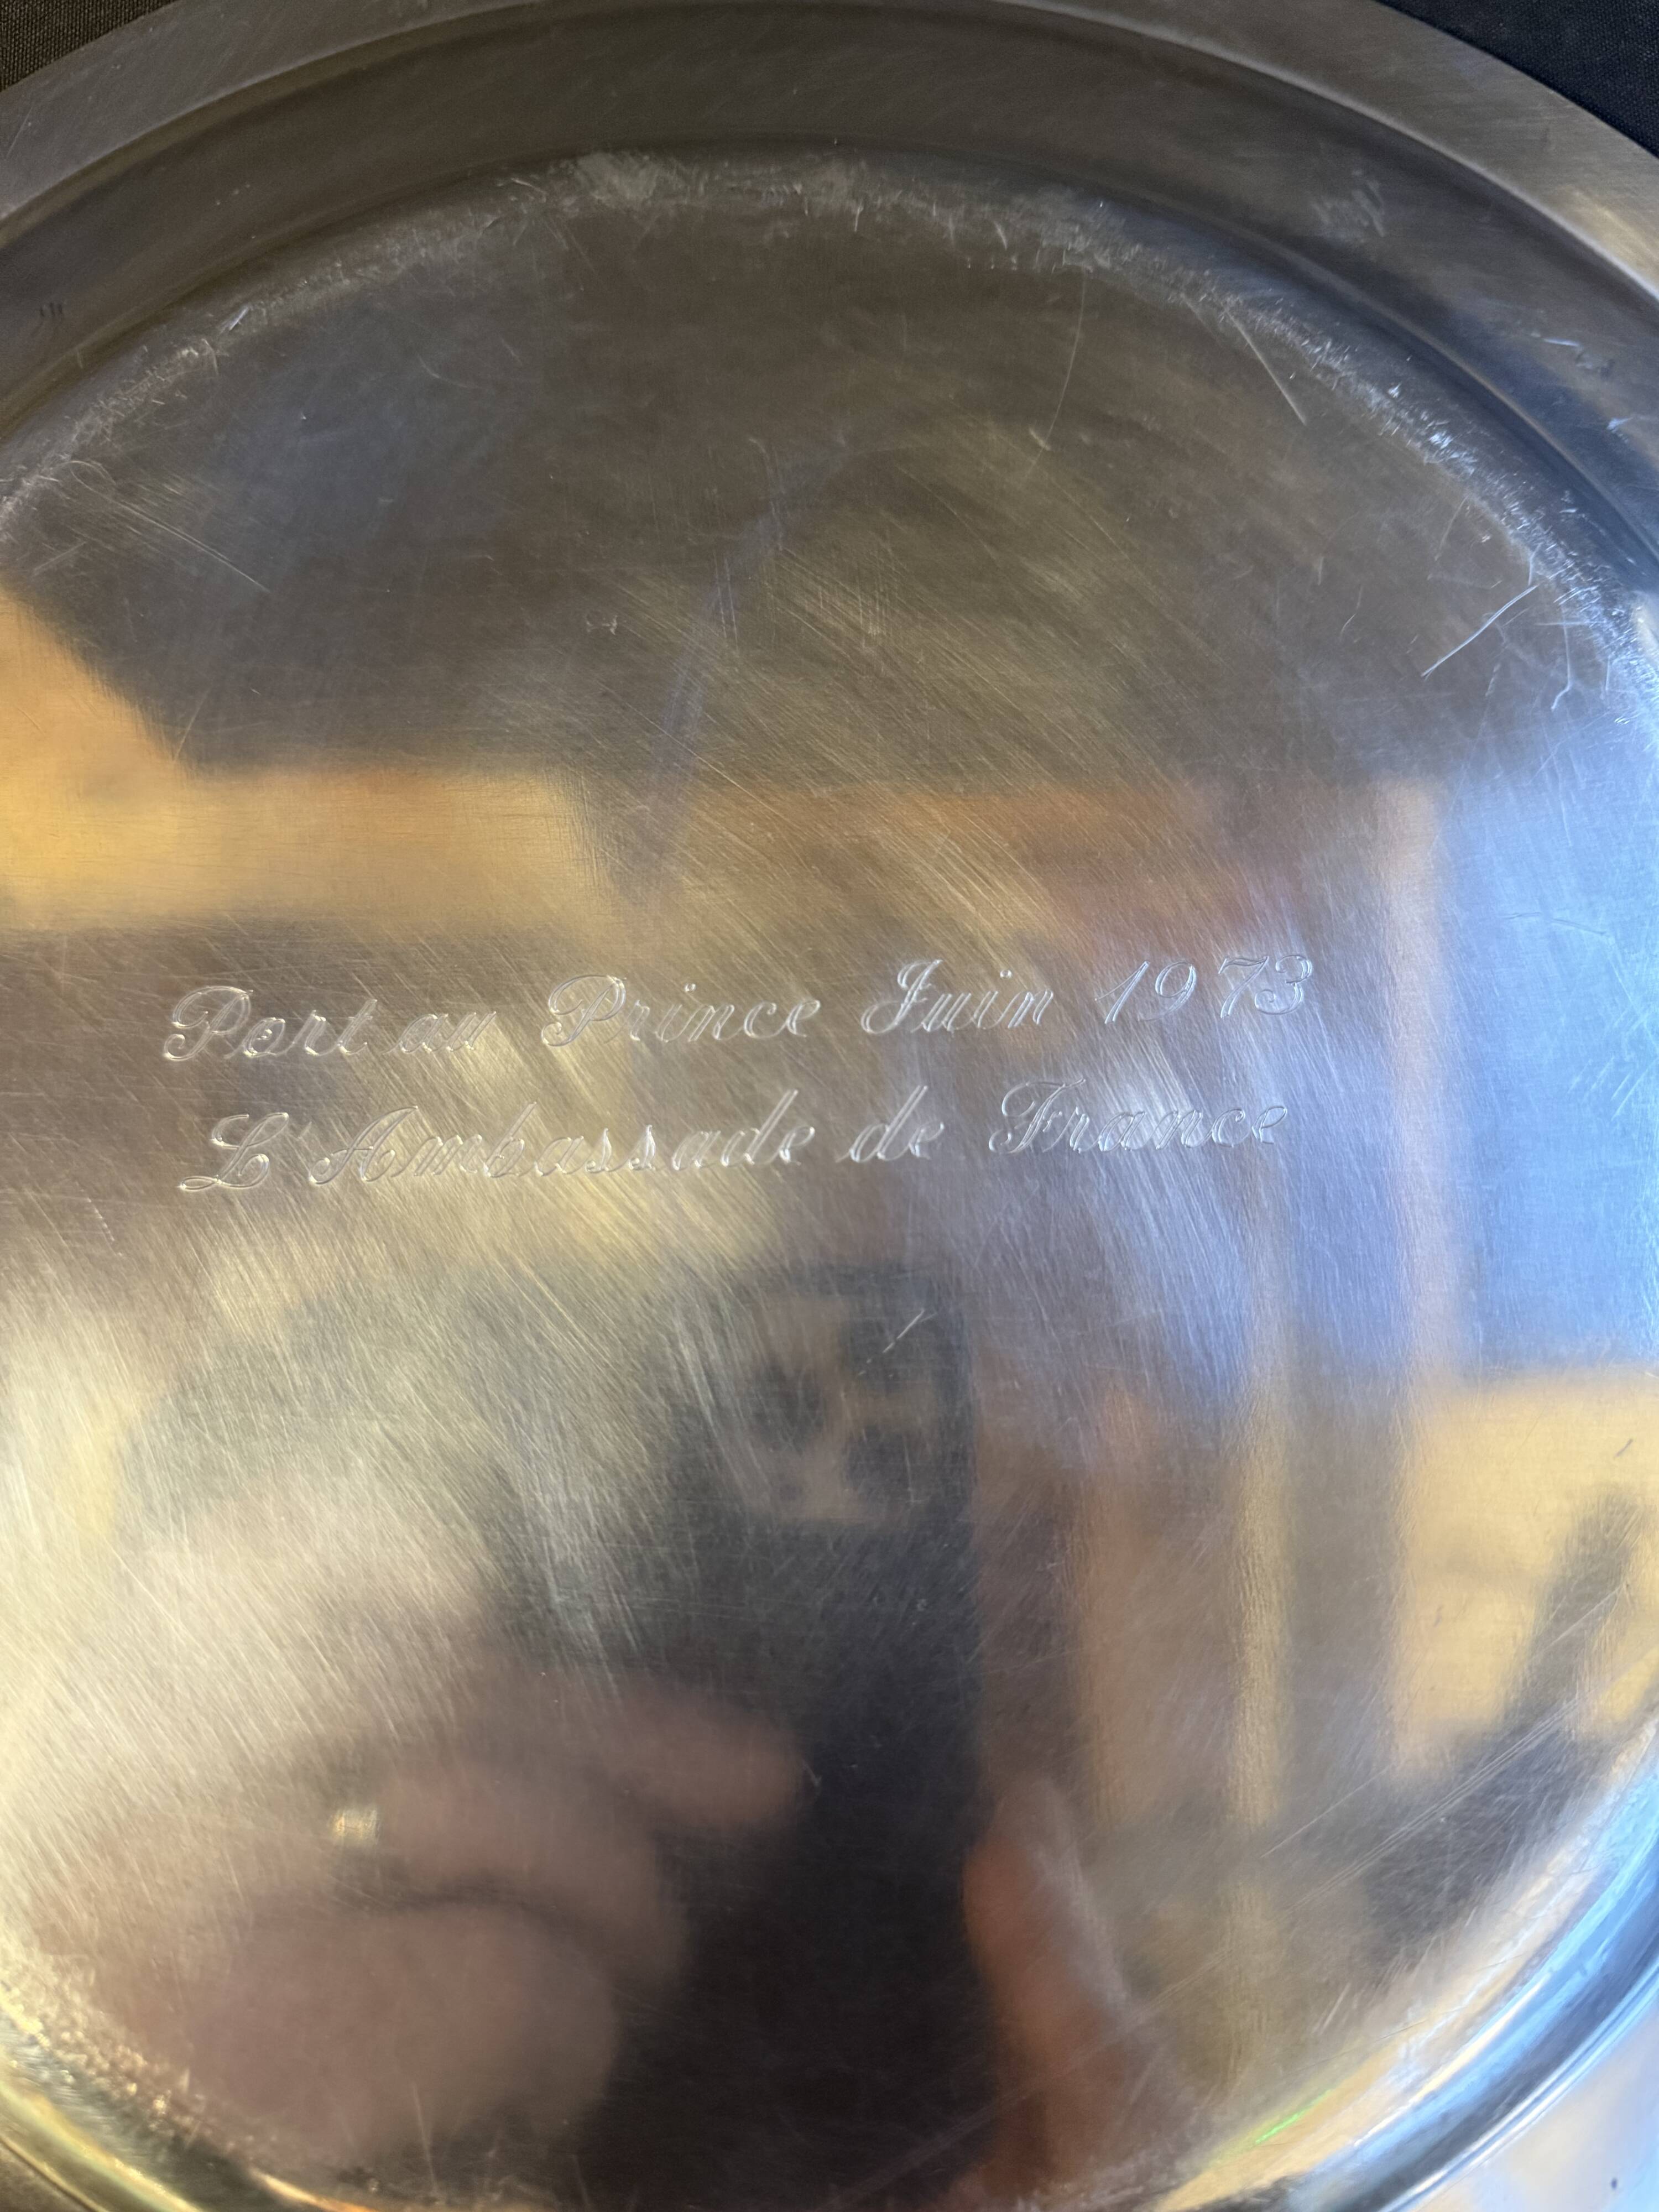 Port au Prince Juin 1973
L'Ambassade de France